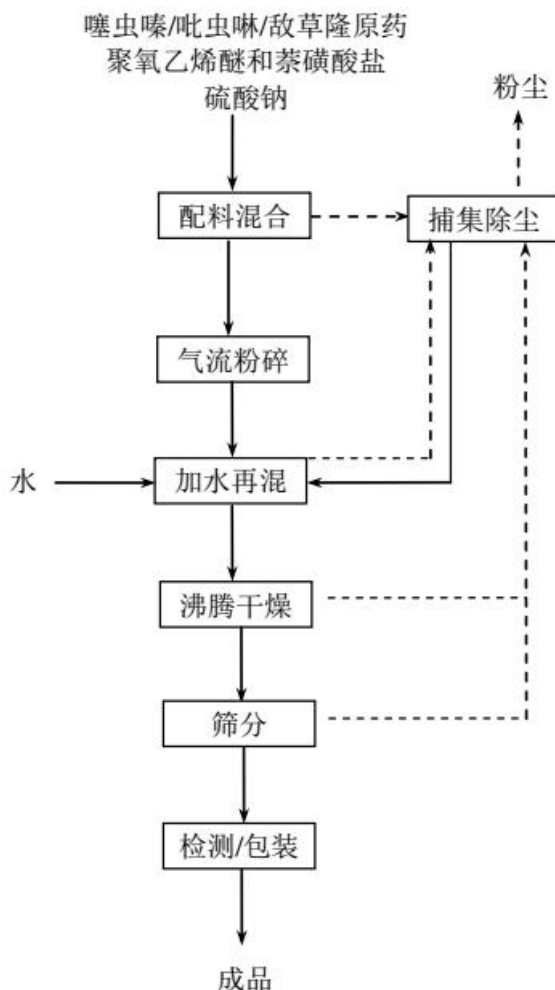 噻虫嗪/吡虫啉/敌草隆原药
聚氧乙烯醚和萘磺酸盐
硫酸钠
粉尘
配料混合
捕集除尘
气流粉碎
水
加水再混
沸腾干燥
筛分
检测/包装
成品